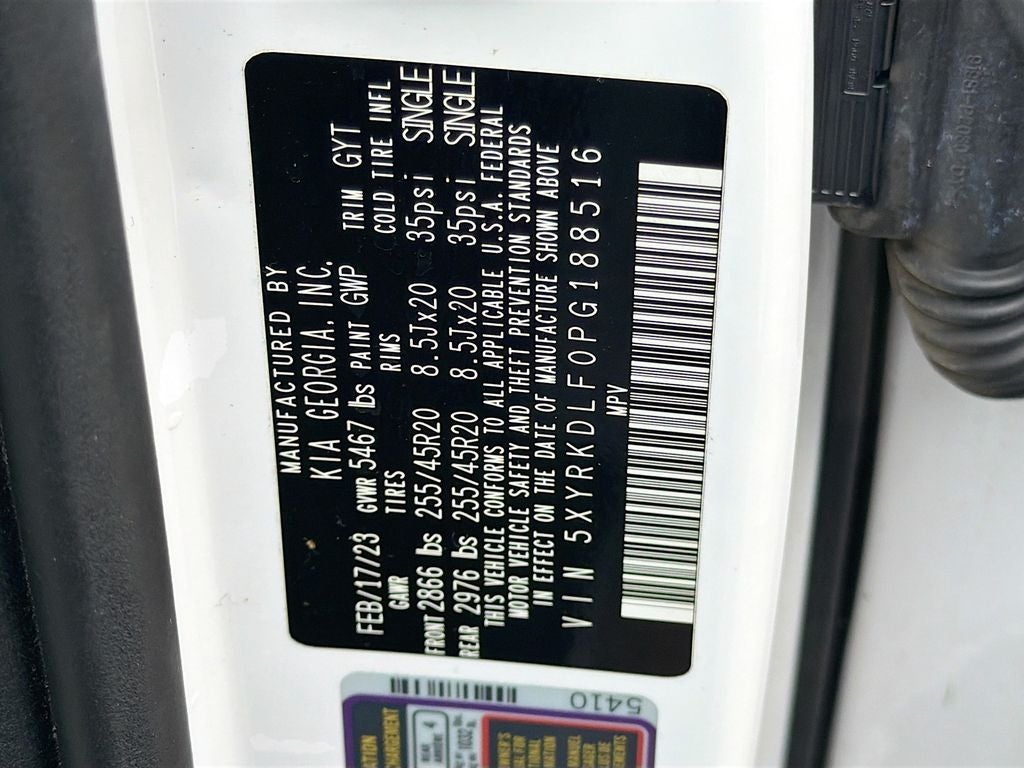 MANUFACTURED BY
KIA GEORGIA, INC.
FEB/17/23 GVWR 5467 lbs PAINT GWP TRIM GYT
GAWR TIRES RIMS COLD TIRE INFL
FRONT 2866 lbs 255/45R20 8.5Jx20 35psi SINGLE
REAR 2976 lbs 255/45R20 8.5Jx20 35psi SINGLE
THIS VEHICLE CONFORMS TO ALL APPLICABLE U.S.A. FEDERAL
MOTOR VEHICLE SAFETY AND THEFT PREVENTION STANDARDS
IN EFFECT ON THE DATE OF MANUFACTURE SHOWN ABOVE
VIN 5XYRKDLF0PG188516
MPV
5410
REAR 4